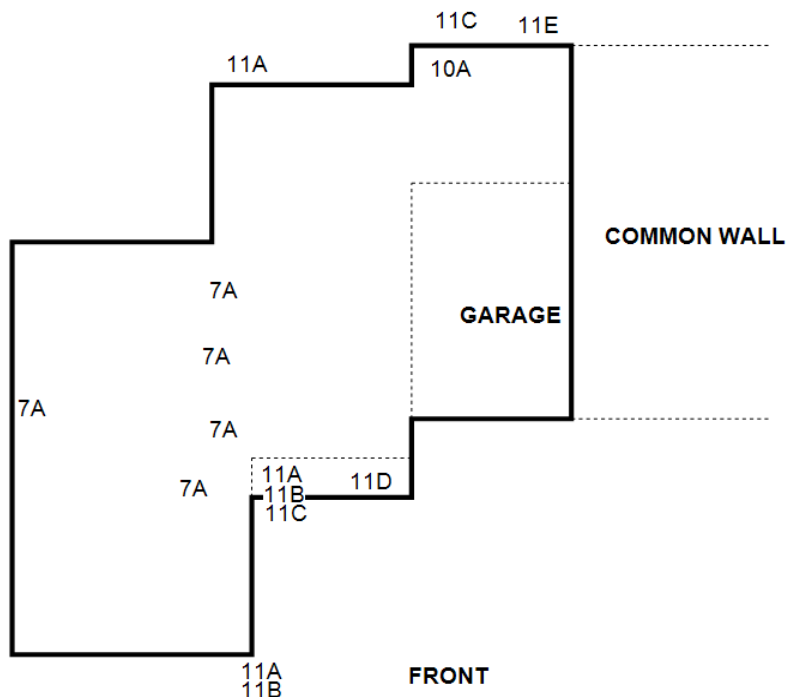 11C
11E
11A
10A
COMMON WALL
7A
GARAGE
7A
7A
7A
11A
11D
7A
11B
11C
11A
FRONT
11B